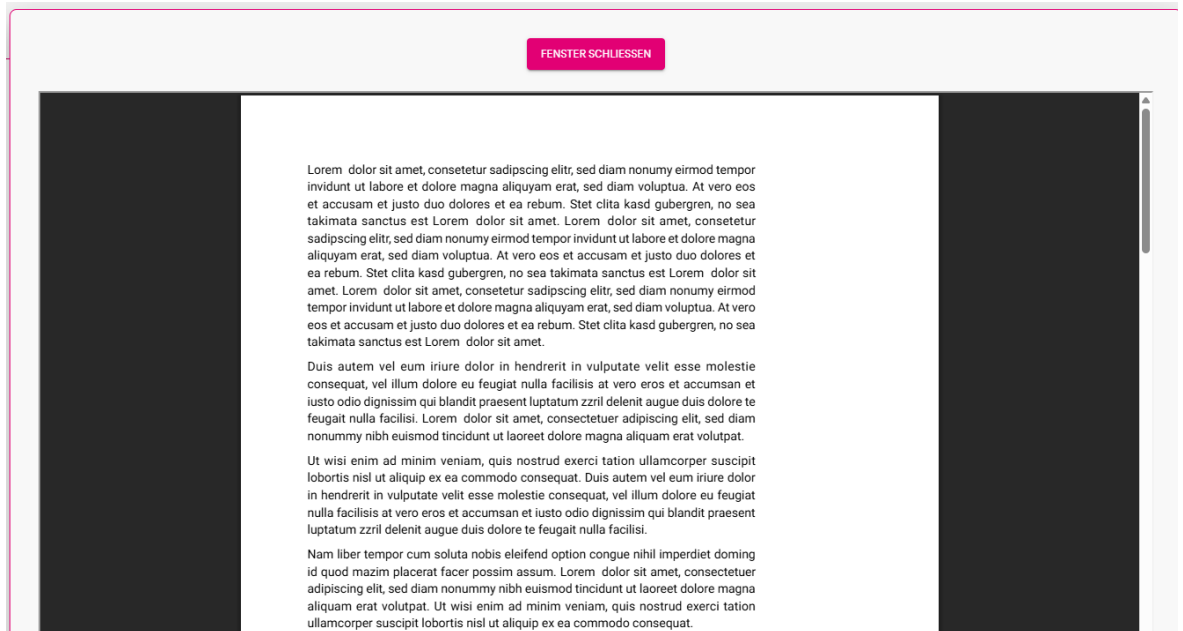 FENSTER SCHLIESSEN
Lorem  dolor sit amet, consetetur sadipscing elitr, sed diam nonumy eirmod tempor
invidunt ut labore et dolore magna aliquyam erat, sed diam voluptua. At vero eos
et accusam et justo duo dolores et ea rebum. Stet clita kasd gubergren, no sea
takimata sanctus est Lorem  dolor sit amet. Lorem  dolor sit amet, consetetur
sadipscing elitr, sed diam nonumy eirmod tempor invidunt ut labore et dolore magna
aliquyam erat, sed diam voluptua. At vero eos et accusam et justo duo dolores et
ea rebum. Stet clita kasd gubergren, no sea takimata sanctus est Lorem  dolor sit
amet. Lorem  dolor sit amet, consetetur sadipscing elitr, sed diam nonumy eirmod
tempor invidunt ut labore et dolore magna aliquyam erat, sed diam voluptua. At vero
eos et accusam et justo duo dolores et ea rebum. Stet clita kasd gubergren, no sea
takimata sanctus est Lorem  dolor sit amet.
Duis autem vel eum iriure dolor in hendrerit in vulputate velit esse molestie
consequat, vel illum dolore eu feugiat nulla facilisis at vero eros et accumsan et
iusto odio dignissim qui blandit praesent luptatum zzril delenit augue duis dolore te
feugait nulla facilisi. Lorem  dolor sit amet, consectetuer adipiscing elit, sed diam
nonummy nibh euismod tincidunt ut laoreet dolore magna aliquam erat volutpat.
Ut wisi enim ad minim veniam, quis nostrud exerci tation ullamcorper suscipit
lobortis nisl ut aliquip ex ea commodo consequat. Duis autem vel eum iriure dolor
in hendrerit in vulputate velit esse molestie consequat, vel illum dolore eu feugiat
nulla facilisis at vero eros et accumsan et iusto odio dignissim qui blandit praesent
luptatum zzril delenit augue duis dolore te feugait nulla facilisi.
Nam liber tempor cum soluta nobis eleifend option congue nihil imperdiet doming
id quod mazim placerat facer possim assum. Lorem  dolor sit amet, consectetuer
adipiscing elit, sed diam nonummy nibh euismod tincidunt ut laoreet dolore magna
aliquam erat volutpat. Ut wisi enim ad minim veniam, quis nostrud exerci tation
ullamcorper suscipit lobortis nisl ut aliquip ex ea commodo consequat.